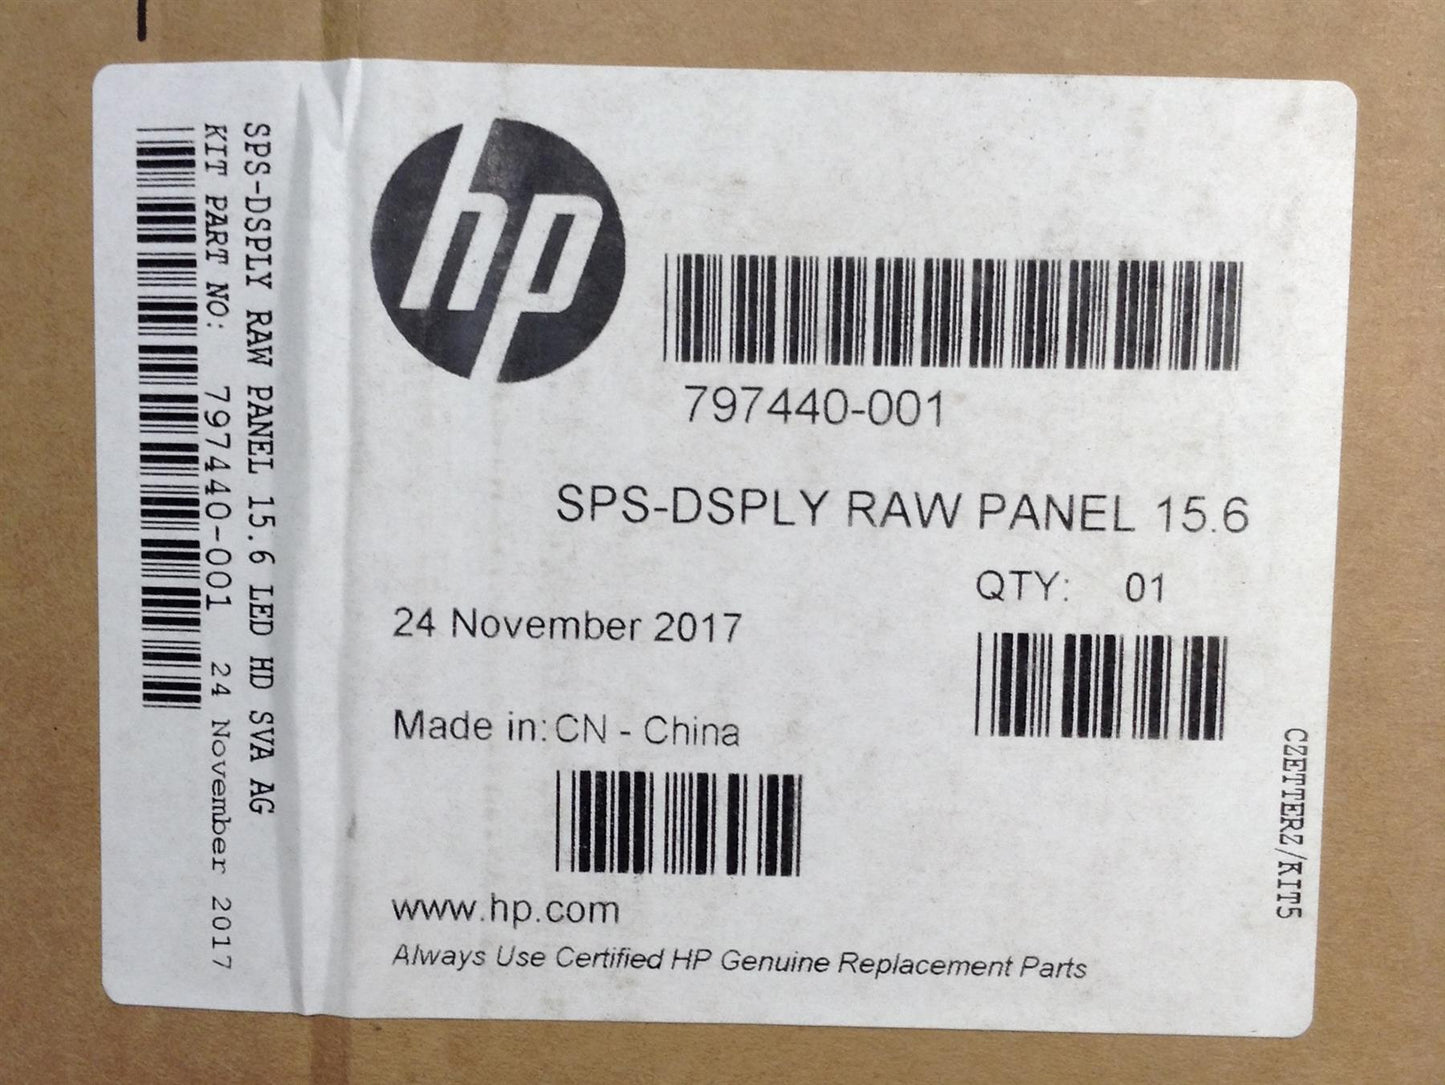 SPS-DSPLY RAW PANEL 15.6 LED HD SVA AG
KIT PART NO: 797440-001 24 November 2017
hp
797440-001
SPS-DSPLY RAW PANEL 15.6
QTY: 01
24 November 2017
Made in: CN - China
www.hp.com
Always Use Certified HP Genuine Replacement Parts
CZETTERZ/KIT5